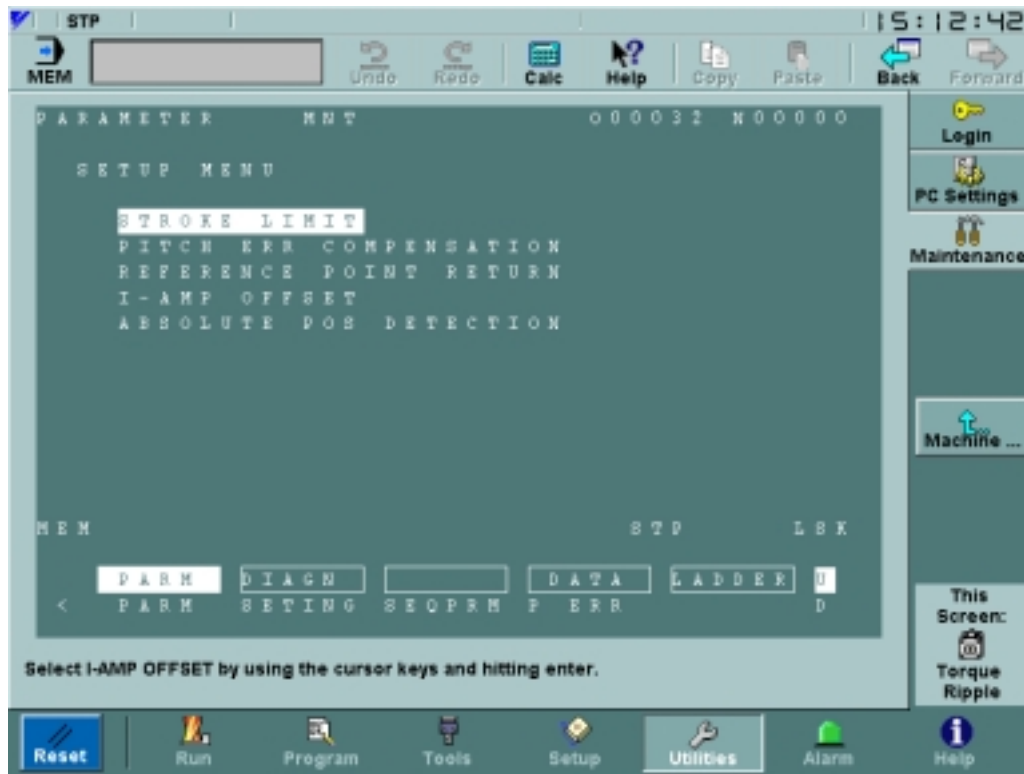 STP 15:12:42
MEM Undo Redo Calc Help Copy Paste Back Forward
PARAMETER MNT O00032 N00000
Login
SETUP MENU
PC Settings
STROKE LIMIT
PITCH ERR COMPENSATION
Maintenance
REFERENCE POINT RETURN
I-AMP OFFSET
ABSOLUTE POS DETECTION
Machine ...
MEM STP LSK
PARM DIAGN DATA LADDER U
< PARM SETING SEQPRM P ERR D
This
Screen:
Torque
Ripple
Select I-AMP OFFSET by using the cursor keys and hitting enter.
Reset Run Program Tools Setup Utilities Alarm Help